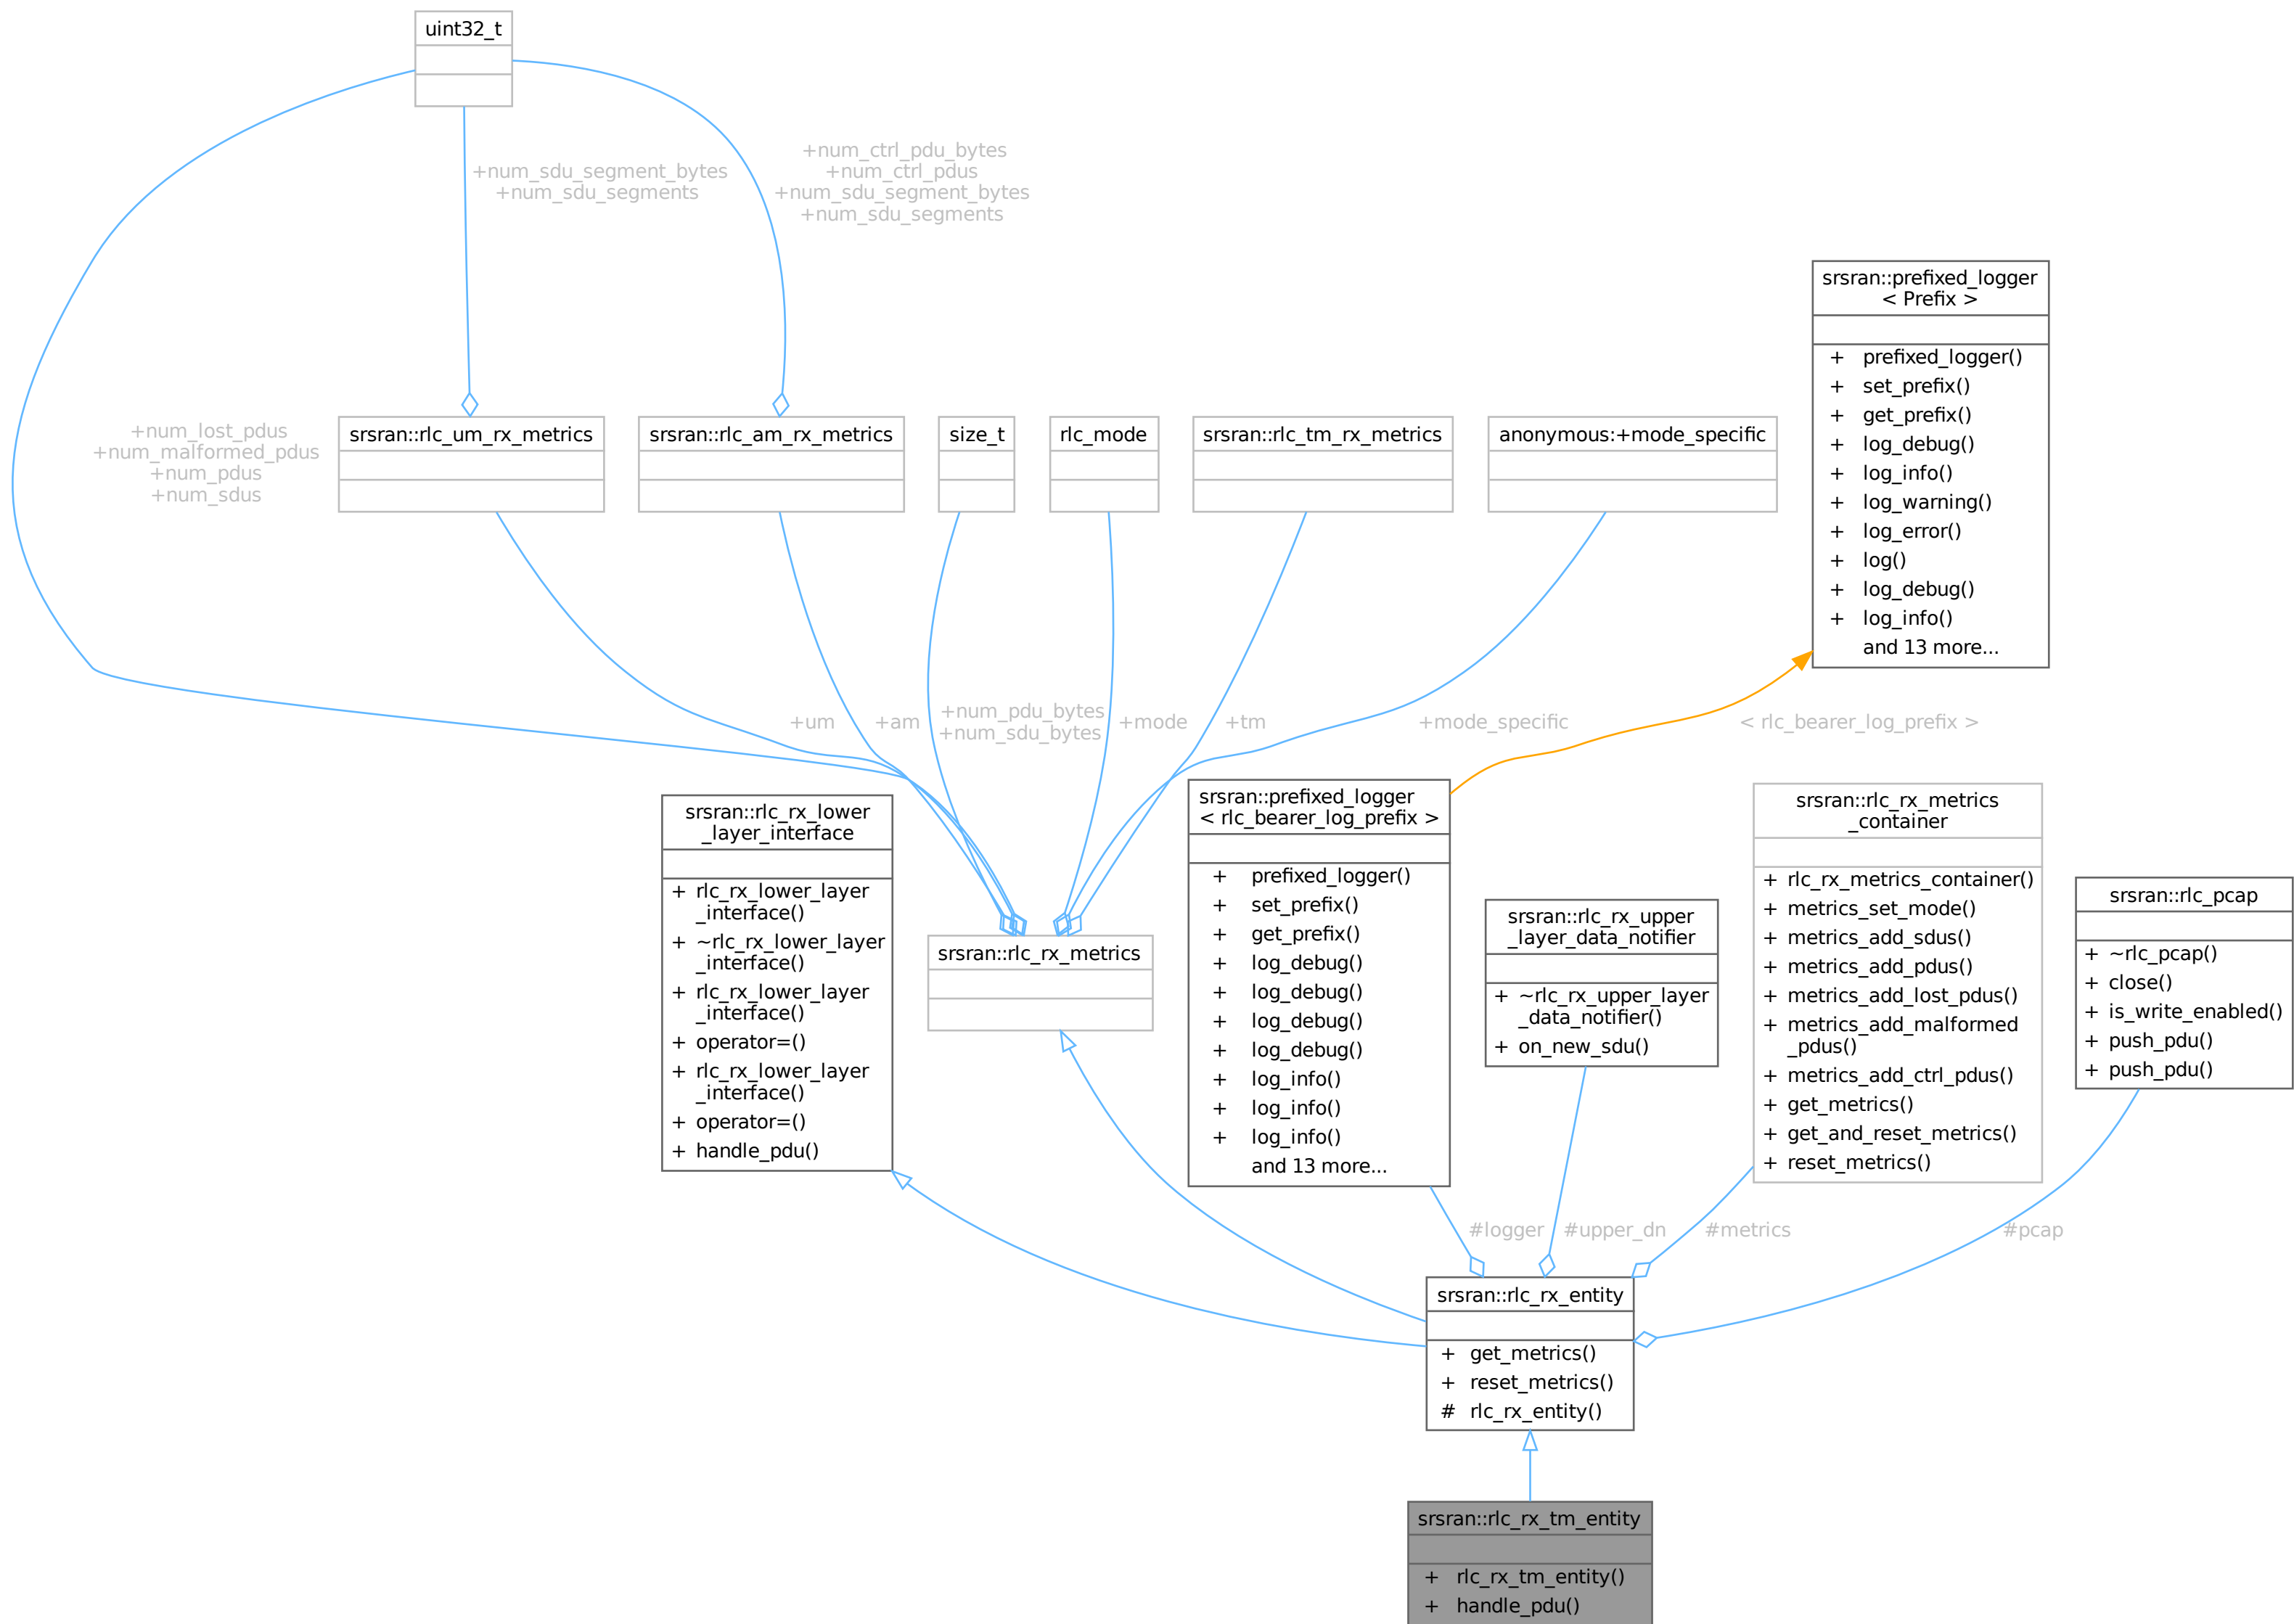 uint32_t
+num_sdu_segment_bytes
+num_sdu_segments
+num_ctrl_pdu_bytes
+num_ctrl_pdus
+num_sdu_segment_bytes
+num_sdu_segments
srsran::prefixed_logger
< Prefix >
+ prefixed_logger()
+ set_prefix()
+ get_prefix()
+ log_debug()
+ log_info()
+ log_warning()
+ log_error()
+ log()
+ log_debug()
+ log_info()
and 13 more...
+num_lost_pdus
+num_malformed_pdus
+num_pdus
+num_sdus
srsran::rlc_um_rx_metrics
srsran::rlc_am_rx_metrics
size_t
rlc_mode
srsran::rlc_tm_rx_metrics
anonymous:+mode_specific
+um
+am
+num_pdu_bytes
+num_sdu_bytes
+mode
+tm
+mode_specific
< rlc_bearer_log_prefix >
srsran::rlc_rx_lower
_layer_interface
+ rlc_rx_lower_layer
_interface()
+ ~rlc_rx_lower_layer
_interface()
+ rlc_rx_lower_layer
_interface()
+ operator=()
+ rlc_rx_lower_layer
_interface()
+ operator=()
+ handle_pdu()
srsran::rlc_rx_metrics
srsran::prefixed_logger
< rlc_bearer_log_prefix >
+ prefixed_logger()
+ set_prefix()
+ get_prefix()
+ log_debug()
+ log_debug()
+ log_debug()
+ log_debug()
+ log_info()
+ log_info()
+ log_info()
and 13 more...
srsran::rlc_rx_upper
_layer_data_notifier
+ ~rlc_rx_upper_layer
_data_notifier()
+ on_new_sdu()
srsran::rlc_rx_metrics
_container
+ rlc_rx_metrics_container()
+ metrics_set_mode()
+ metrics_add_sdus()
+ metrics_add_pdus()
+ metrics_add_lost_pdus()
+ metrics_add_malformed
_pdus()
+ metrics_add_ctrl_pdus()
+ get_metrics()
+ get_and_reset_metrics()
+ reset_metrics()
srsran::rlc_pcap
+ ~rlc_pcap()
+ close()
+ is_write_enabled()
+ push_pdu()
+ push_pdu()
#logger
#upper_dn
#metrics
#pcap
srsran::rlc_rx_entity
+ get_metrics()
+ reset_metrics()
# rlc_rx_entity()
srsran::rlc_rx_tm_entity
+ rlc_rx_tm_entity()
+ handle_pdu()